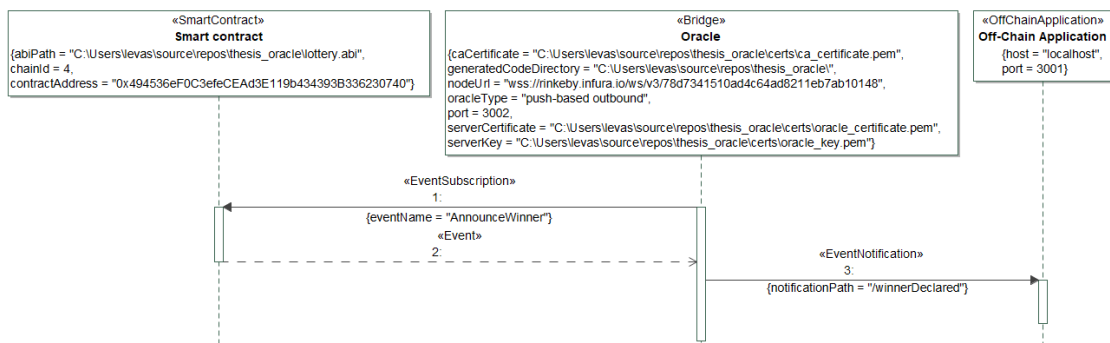 «SmartContract»
Smart contract
{abiPath = "C:\Users\levas\source\repos\thesis_oracle\lottery.abi",
chainId = 4,
contractAddress = "0x494536eF0C3efeCEAd3E119b434393B336230740"}
«Bridge»
Oracle
{caCertificate = "C:\Users\levas\source\repos\thesis_oracle\certs\ca_certificate.pem",
generatedCodeDirectory = "C:\Users\levas\source\repos\thesis_oracle\",
nodeUrl = "wss://rinkeby.infura.io/ws/v3/78d7341510ad4c64ad8211eb7ab10148",
oracleType = "push-based outbound",
port = 3002,
serverCertificate = "C:\Users\levas\source\repos\thesis_oracle\certs\oracle_certificate.pem",
serverKey = "C:\Users\levas\source\repos\thesis_oracle\certs\oracle_key.pem"}
«OffChainApplication»
Off-Chain Application
{host = "localhost",
port = 3001}
«EventSubscription»
1:
{eventName = "AnnounceWinner"}
«Event»
2:
«EventNotification»
3:
{notificationPath = "/winnerDeclared"}